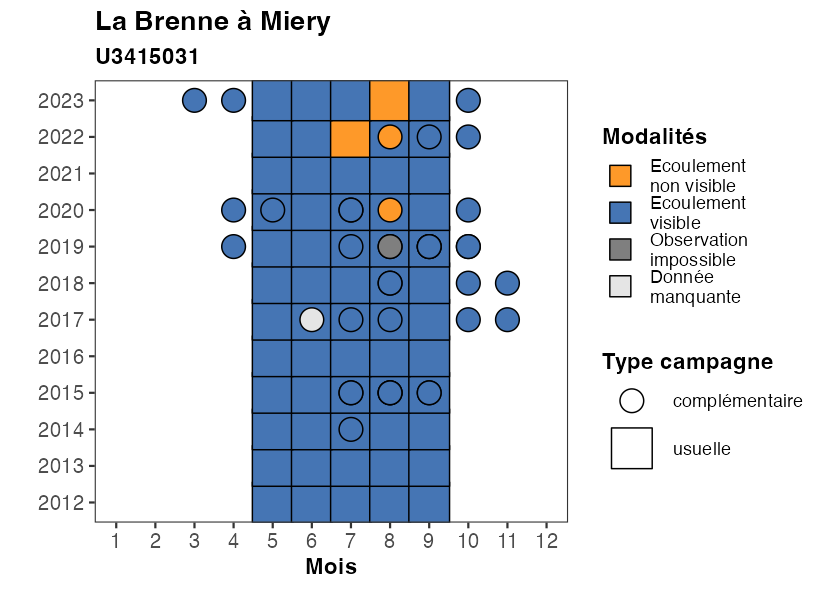 La Brenne à Miery
U3415031
2023
2022
2021
2020
2019
2018
2017
2016
2015
2014
2013
2012
1 2 3 4 5 6 7 8 9 10 11 12
Mois
Modalités
Ecoulement
non visible
Ecoulement
visible
Observation
impossible
Donnée
manquante
Type campagne
complémentaire
usuelle